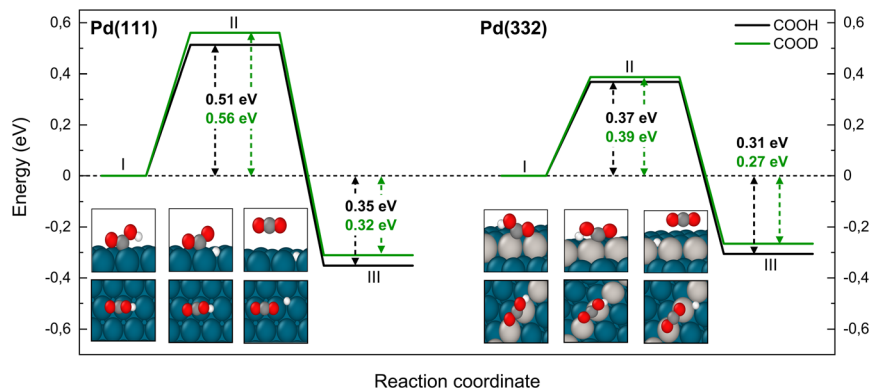 Pd(111)
Pd(332)
COOH
COOD
II
0.51 eV
0.56 eV
I
0.35 eV
0.32 eV
III
II
0.37 eV
0.39 eV
I
0.31 eV
0.27 eV
III
0,6
0,4
0,2
0
-0,2
-0,4
-0,6
0,6
0,4
0,2
0
-0,2
-0,4
-0,6
Energy (eV)
Reaction coordinate